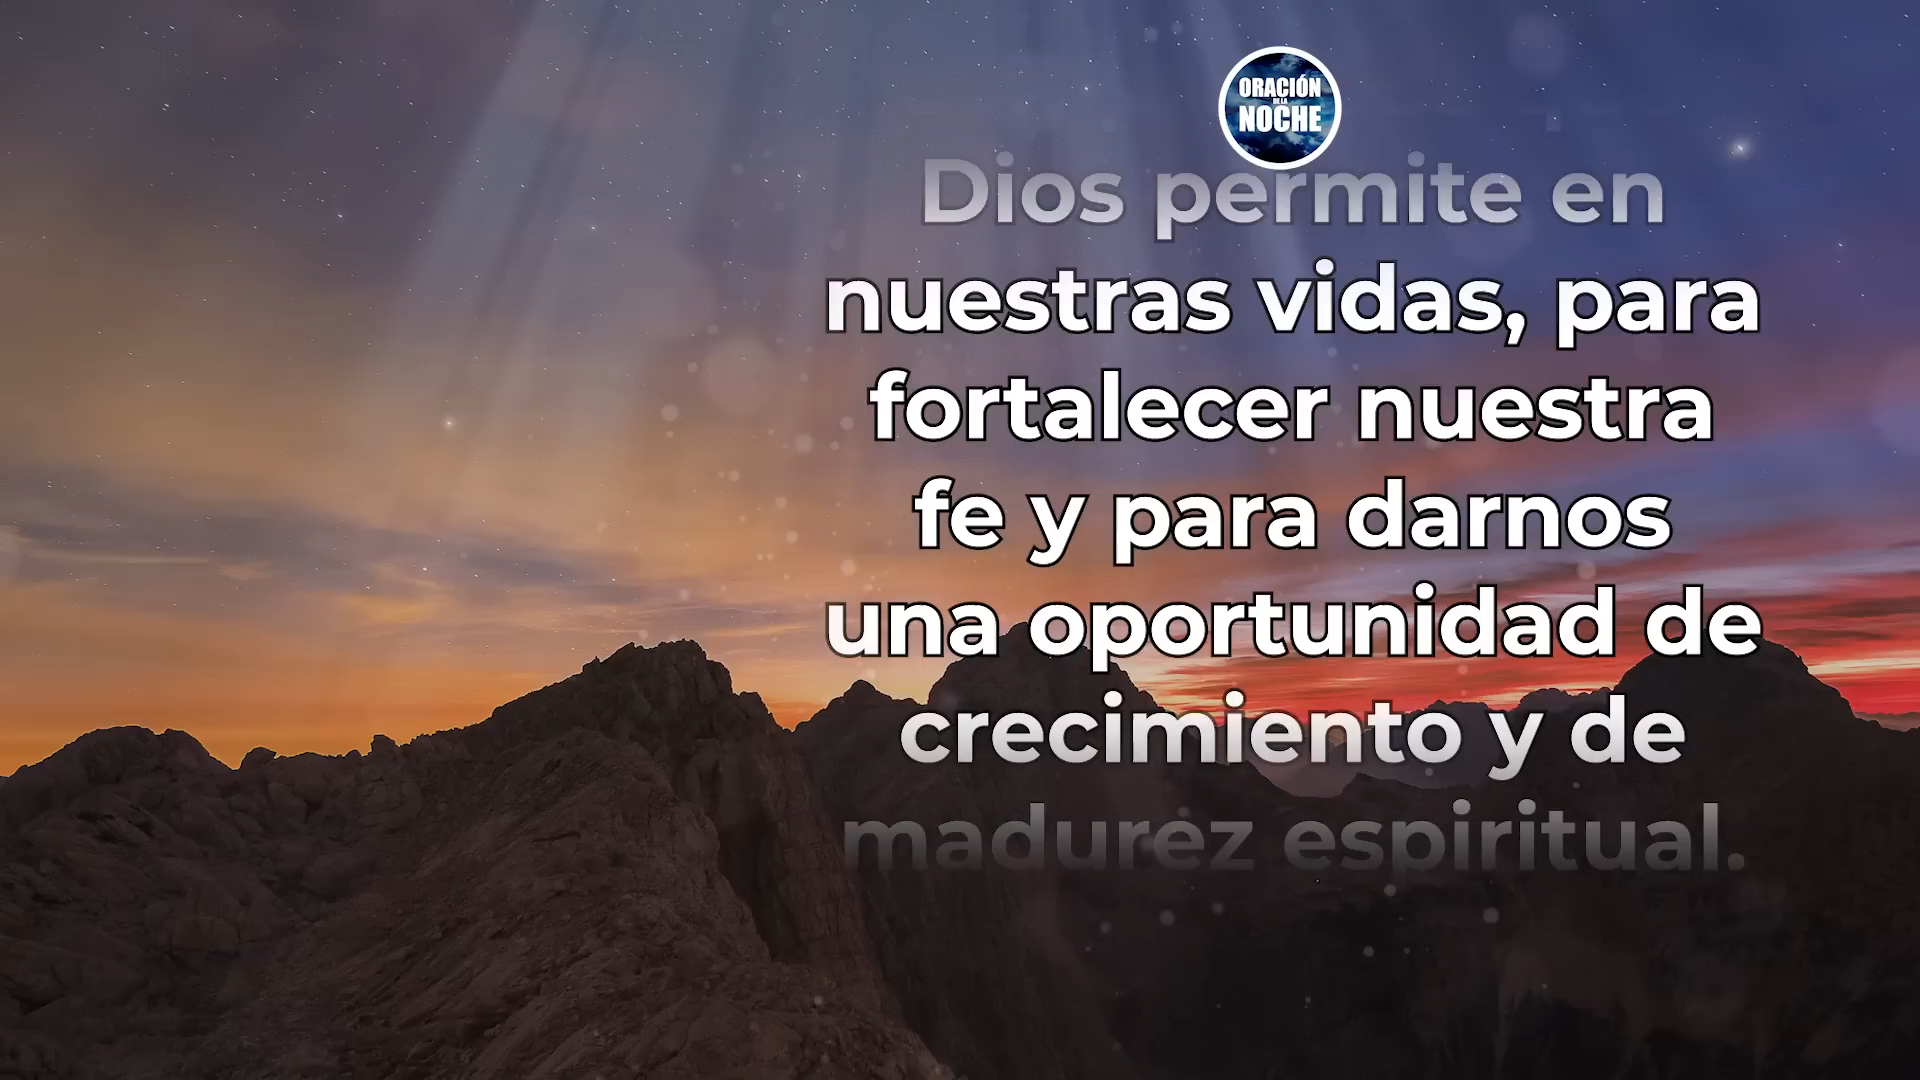 ORACIÓN
DE LA
NOCHE
Dios permite en
nuestras vidas, para
fortalecer nuestra
fe y para darnos
una oportunidad de
crecimiento y de
madurez espiritual.